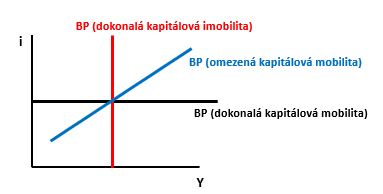 BP (dokonalá kapitálová imobilita)
i
BP (omezená kapitálová mobilita)
BP (dokonalá kapitálová mobilita)
Y